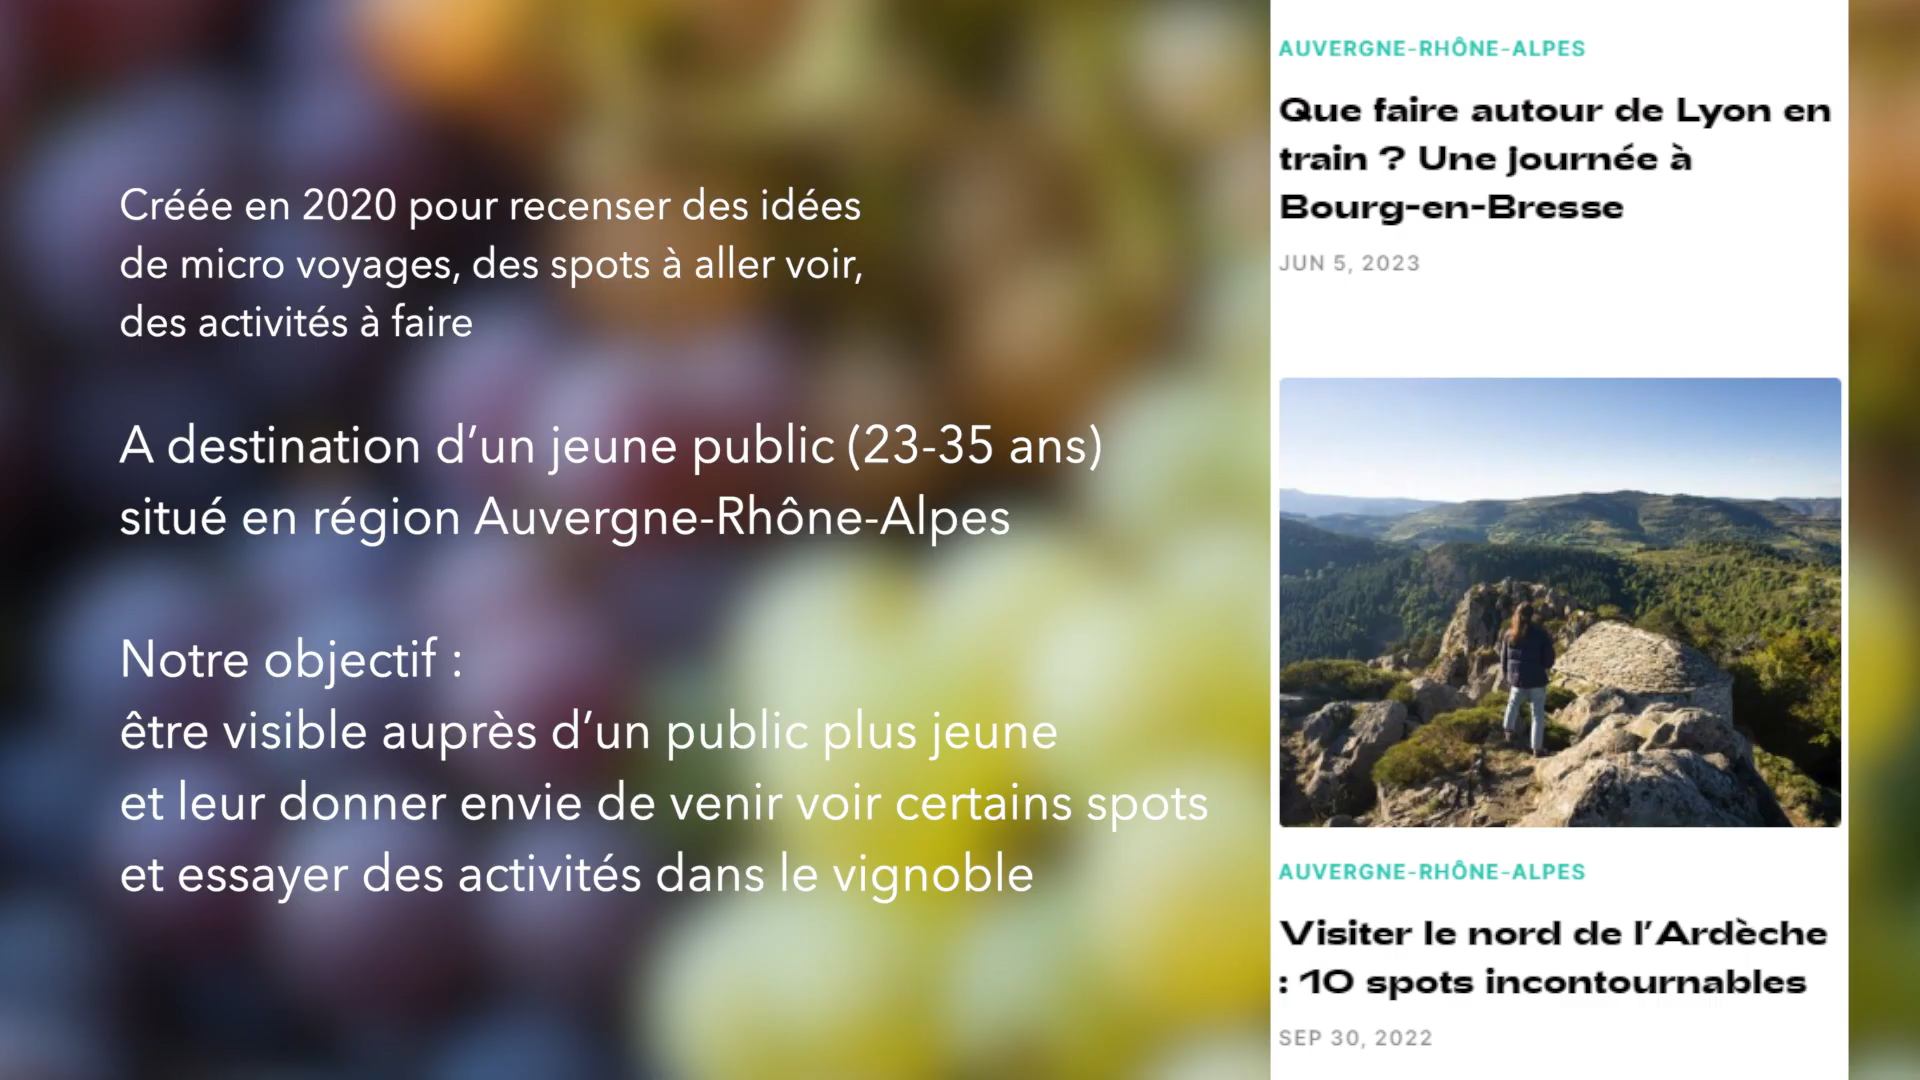 Créée en 2020 pour recenser des idées
de micro voyages, des spots à aller voir,
des activités à faire
A destination d’un jeune public (23-35 ans)
situé en région Auvergne-Rhône-Alpes
Notre objectif :
être visible auprès d’un public plus jeune
et leur donner envie de venir voir certains spots
et essayer des activités dans le vignoble
AUVERGNE-RHÔNE-ALPES
Que faire autour de Lyon en
train ? Une journée à
Bourg-en-Bresse
JUN 5, 2023
AUVERGNE-RHÔNE-ALPES
Visiter le nord de l’Ardèche
: 10 spots incontournables
SEP 30, 2022